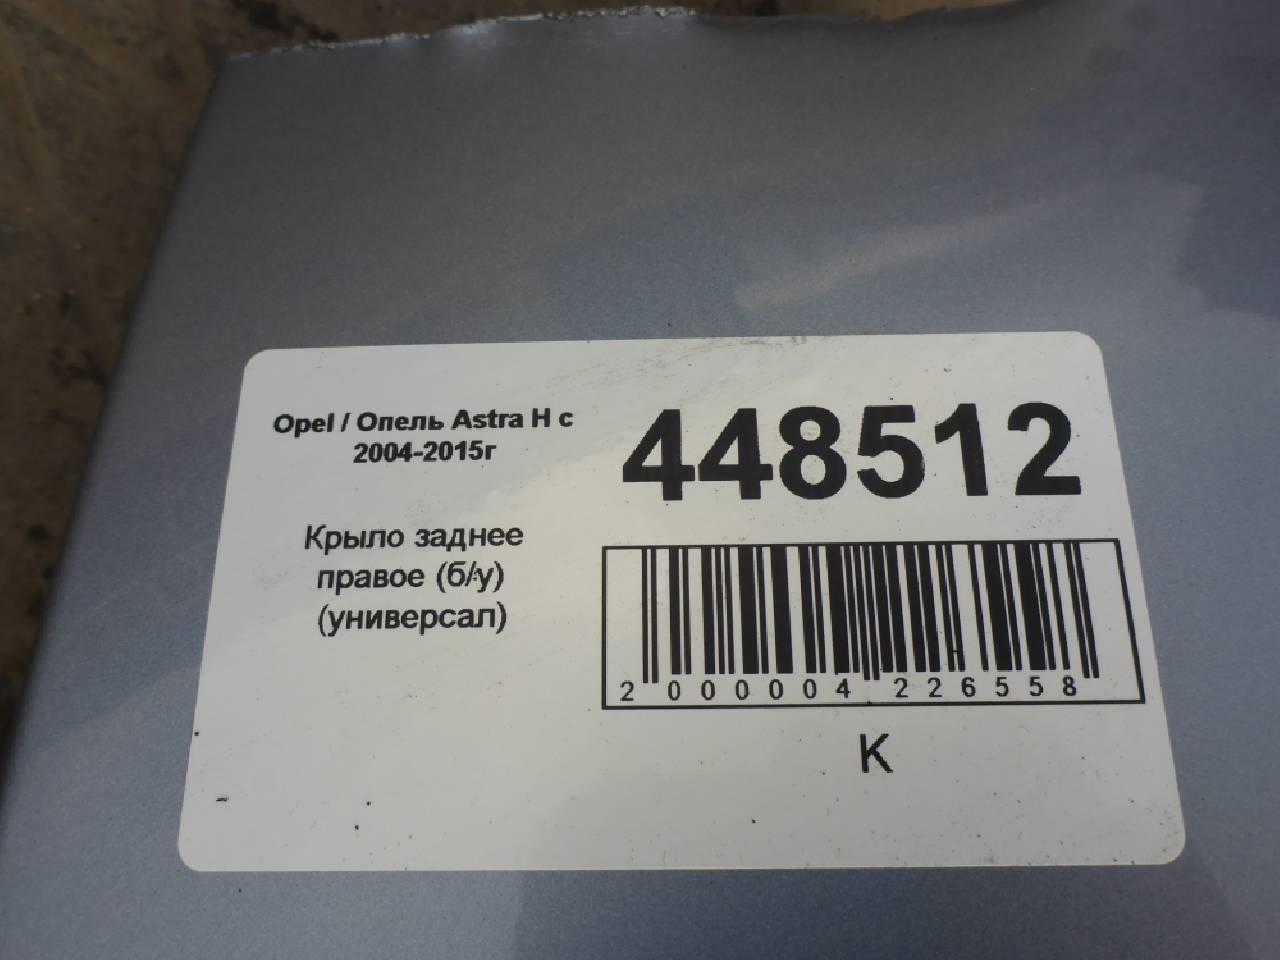 Opel / Опель Astra H с
2004-2015г
Крыло заднее
правое (б/у)
(универсал)
448512
2 000004 226558
K